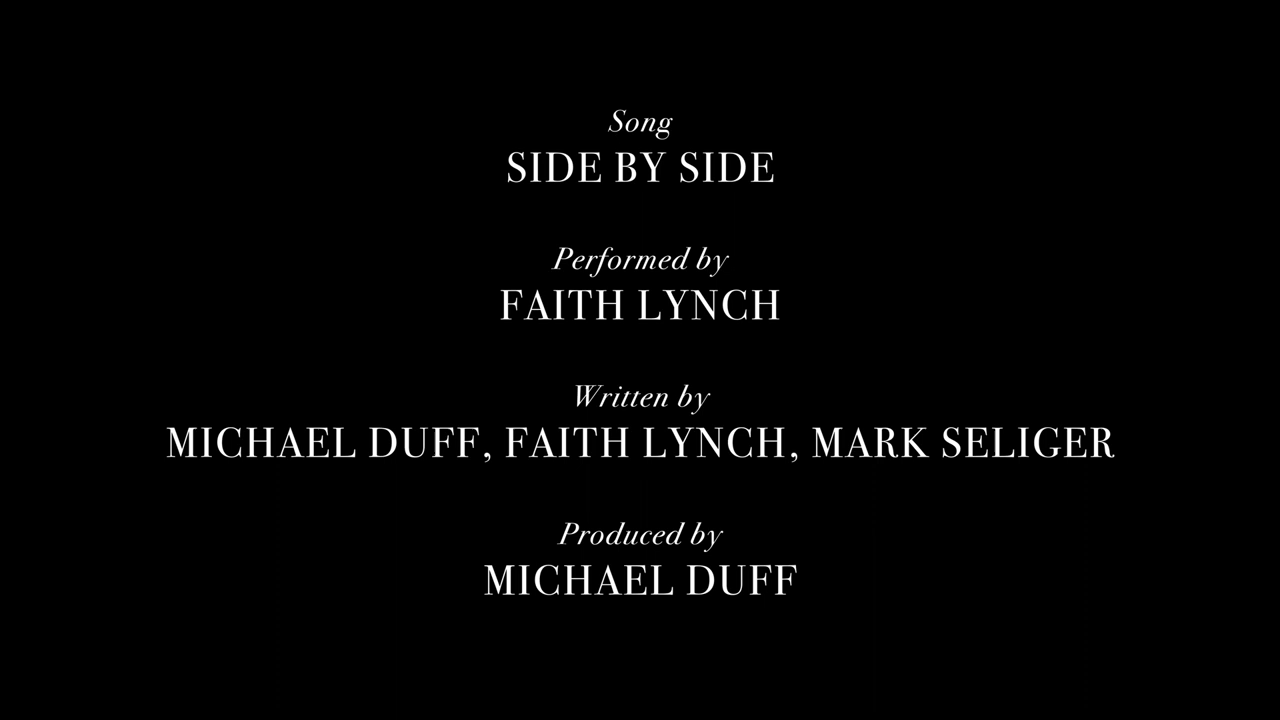 Song
SIDE BY SIDE
Performed by
FAITH LYNCH
Written by
MICHAEL DUFF, FAITH LYNCH, MARK SELIGER
Produced by
MICHAEL DUFF